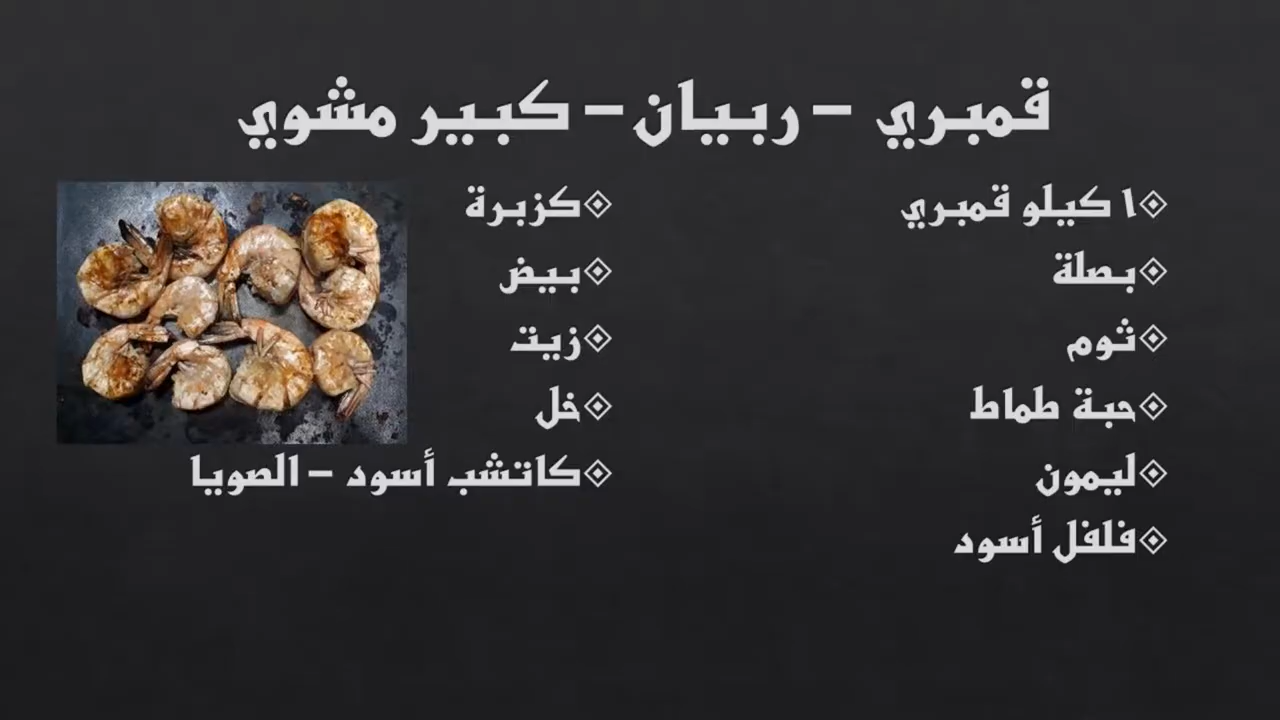 قمبري – ربيان – كبير مشوي
١ كيلو قمبري
بصلة
ثوم
حبة طماط
ليمون
فلفل أسود
كزبرة
بيض
زيت
خل
كاتشب أسود – الصويا